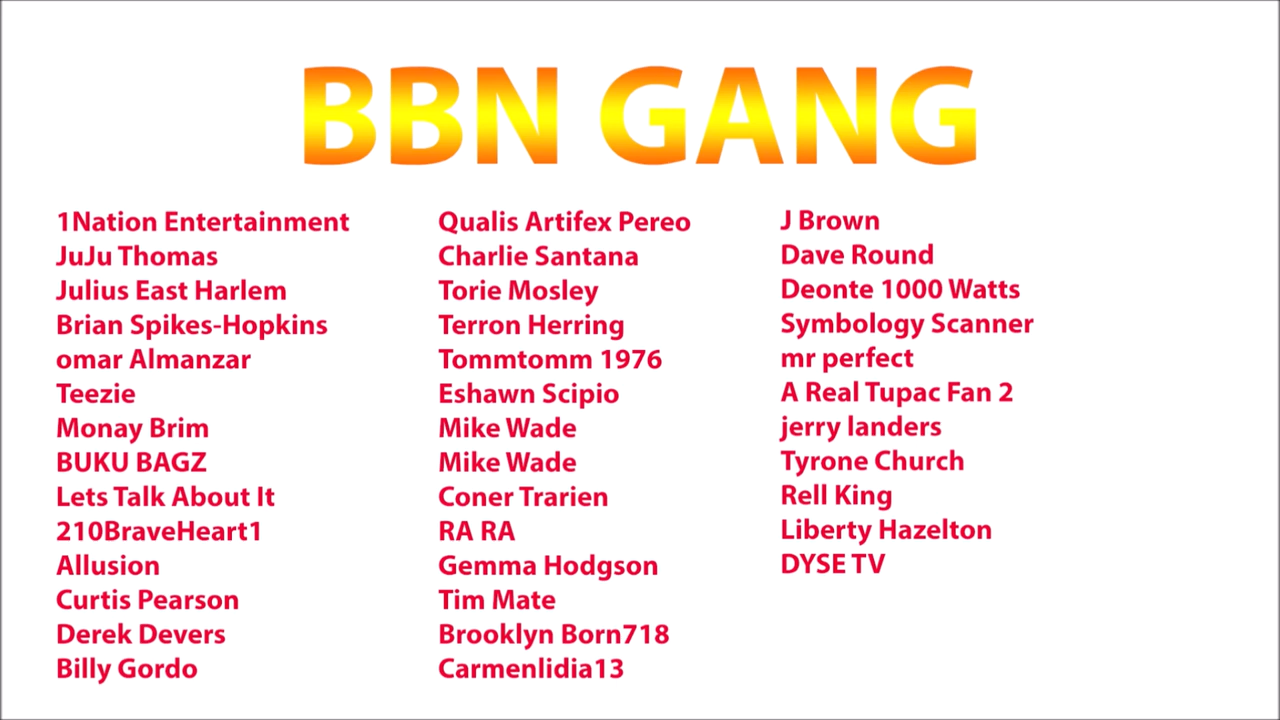 BBN GANG
1Nation Entertainment
JuJu Thomas
Julius East Harlem
Brian Spikes-Hopkins
omar Almanzar
Teezie
Monay Brim
BUKU BAGZ
Lets Talk About It
210BraveHeart1
Allusion
Curtis Pearson
Derek Devers
Billy Gordo
Qualis Artifex Pereo
Charlie Santana
Torie Mosley
Terron Herring
Tommtomm 1976
Eshawn Scipio
Mike Wade
Mike Wade
Coner Trarien
RA RA
Gemma Hodgson
Tim Mate
Brooklyn Born718
Carmenlidia13
J Brown
Dave Round
Deonte 1000 Watts
Symbology Scanner
mr perfect
A Real Tupac Fan 2
jerry landers
Tyrone Church
Rell King
Liberty Hazelton
DYSE TV